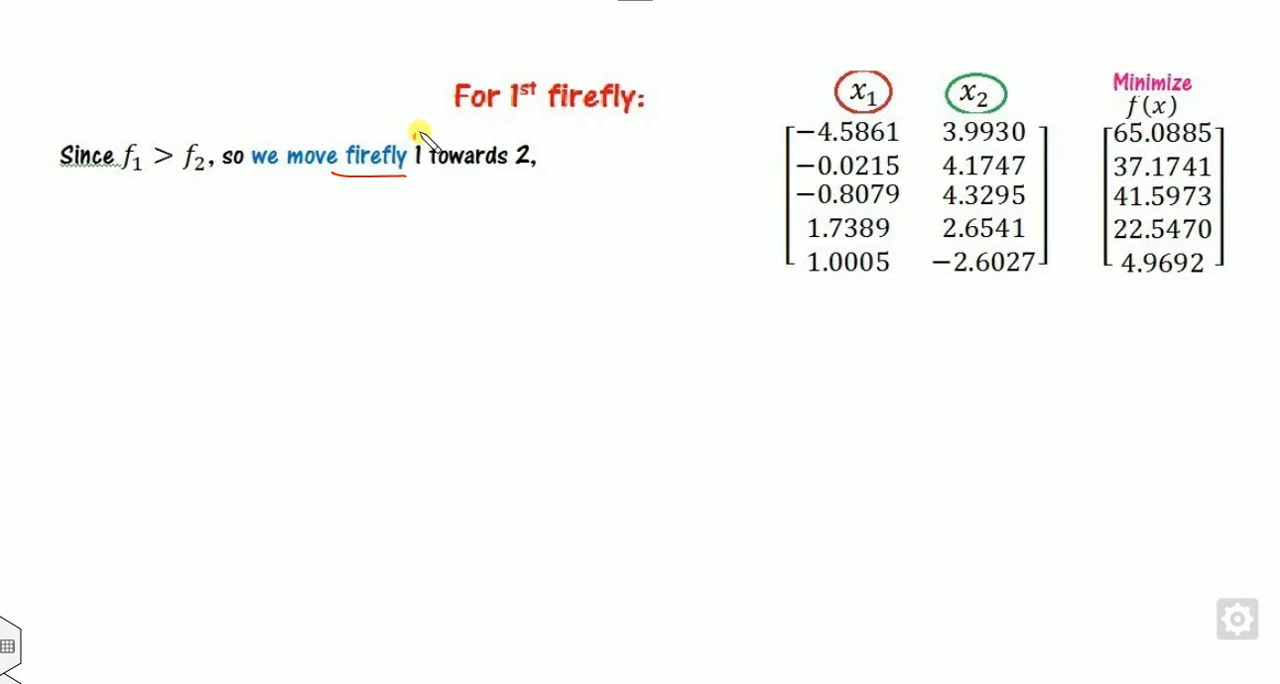 For 1st firefly:
Since f₁ > f₂, so we move firefly 1 towards 2,
x₁ x₂ Minimize f(x)
−4.5861 3.9930 65.0885
−0.0215 4.1747 37.1741
−0.8079 4.3295 41.5973
1.7389 2.6541 22.5470
1.0005 −2.6027 4.9692